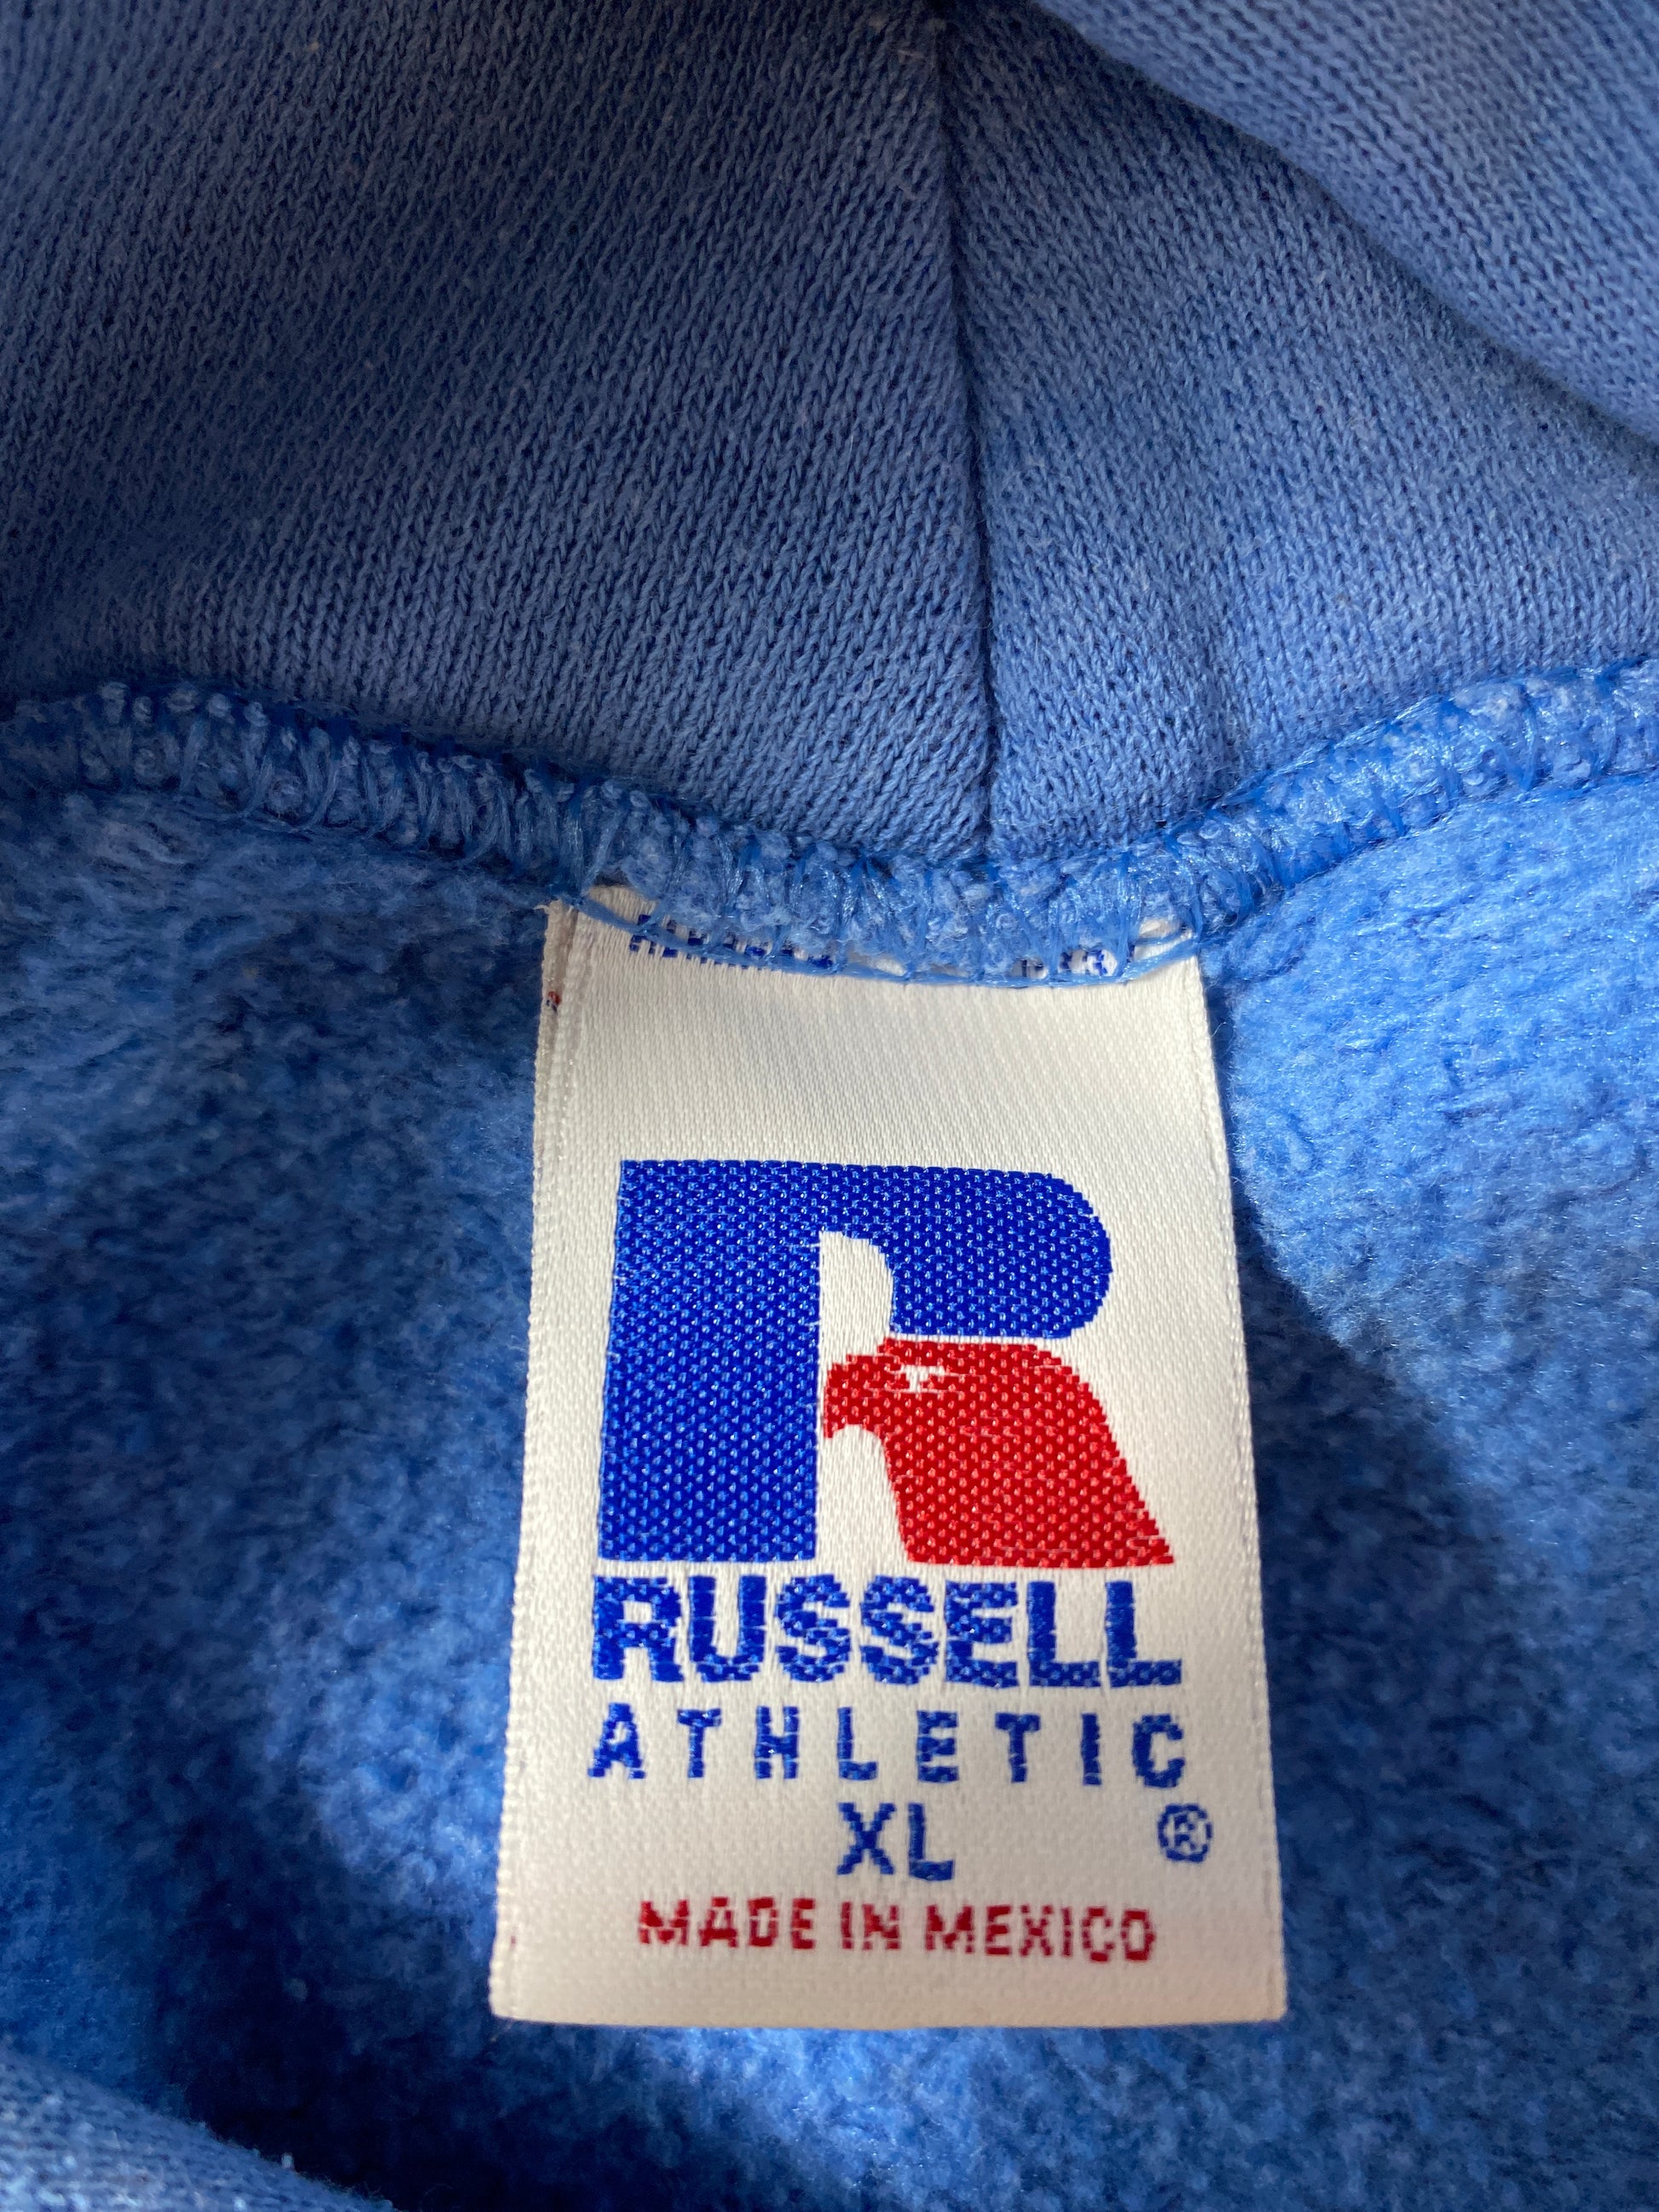 R
RUSSELL
ATHLETIC
XL ®
MADE IN MEXICO